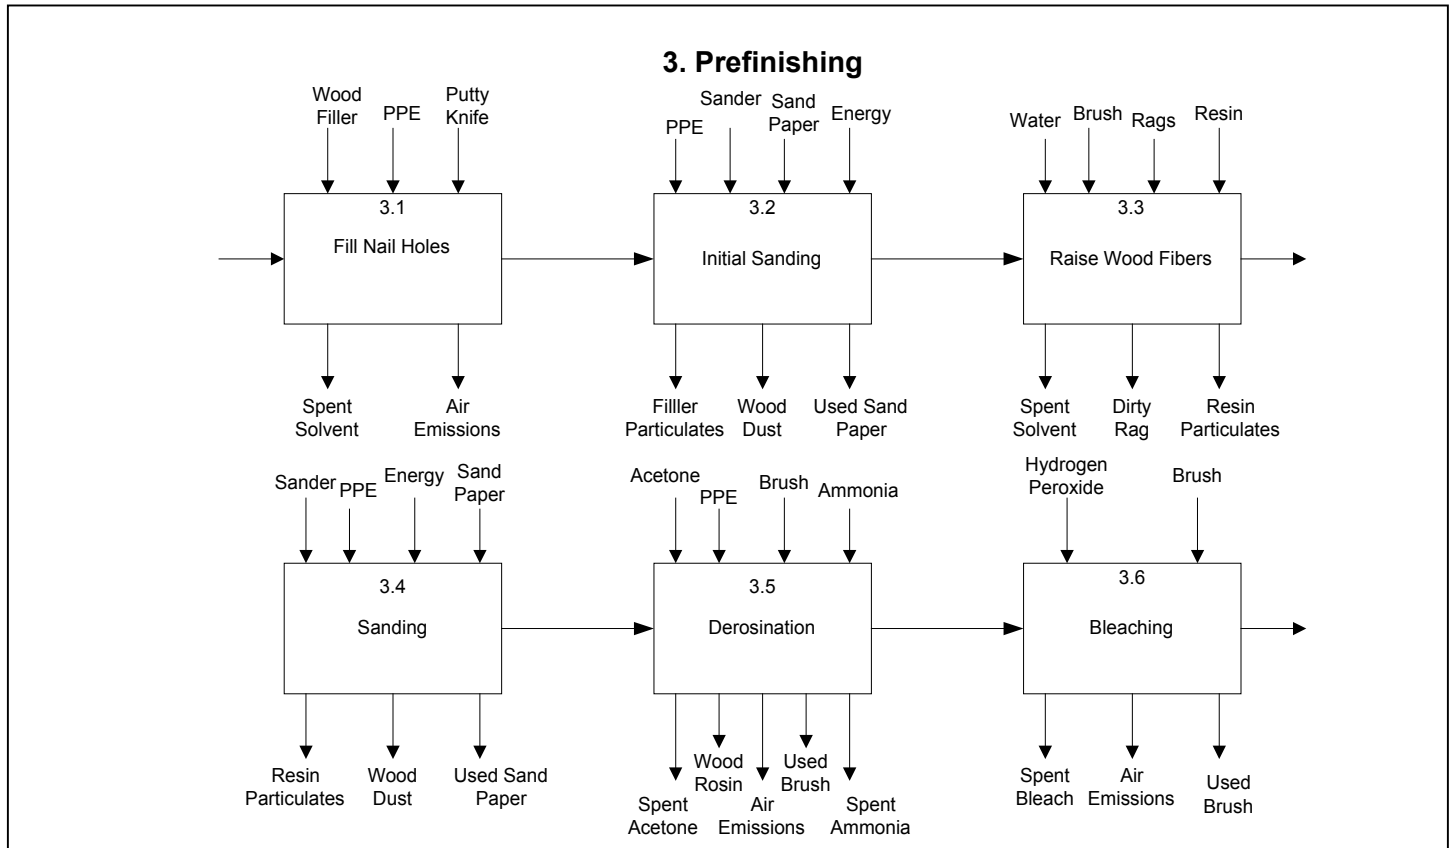 3. Prefinishing
Wood
Filler
PPE
Putty
Knife
PPE
Sander
Sand
Paper
Energy
Water
Brush
Rags
Resin
3.1
Fill Nail Holes
3.2
Initial Sanding
3.3
Raise Wood Fibers
Spent
Solvent
Air
Emissions
Filller
Particulates
Wood
Dust
Used Sand
Paper
Spent
Solvent
Dirty
Rag
Resin
Particulates
Sander
PPE
Energy
Sand
Paper
Acetone
PPE
Brush
Ammonia
Hydrogen
Peroxide
Brush
3.4
Sanding
3.5
Derosination
3.6
Bleaching
Resin
Particulates
Wood
Dust
Used Sand
Paper
Spent
Acetone
Wood
Rosin
Air
Emissions
Used
Brush
Spent
Ammonia
Spent
Bleach
Air
Emissions
Used
Brush